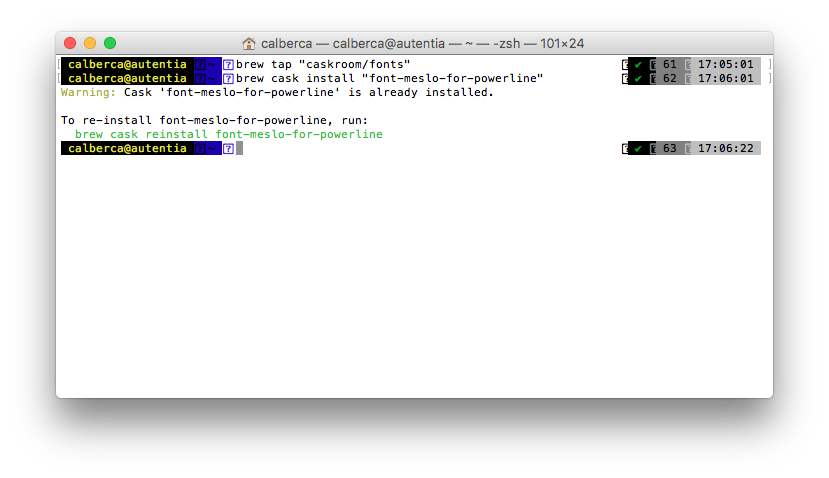 calberca — calberca@autentia — ~ — -zsh — 101×24
calberca@autentia ~ brew tap "caskroom/fonts" ✔ 61 17:05:01
calberca@autentia ~ brew cask install "font-meslo-for-powerline" ✔ 62 17:06:01
Warning: Cask 'font-meslo-for-powerline' is already installed.
To re-install font-meslo-for-powerline, run:
brew cask reinstall font-meslo-for-powerline
calberca@autentia ~ ✔ 63 17:06:22